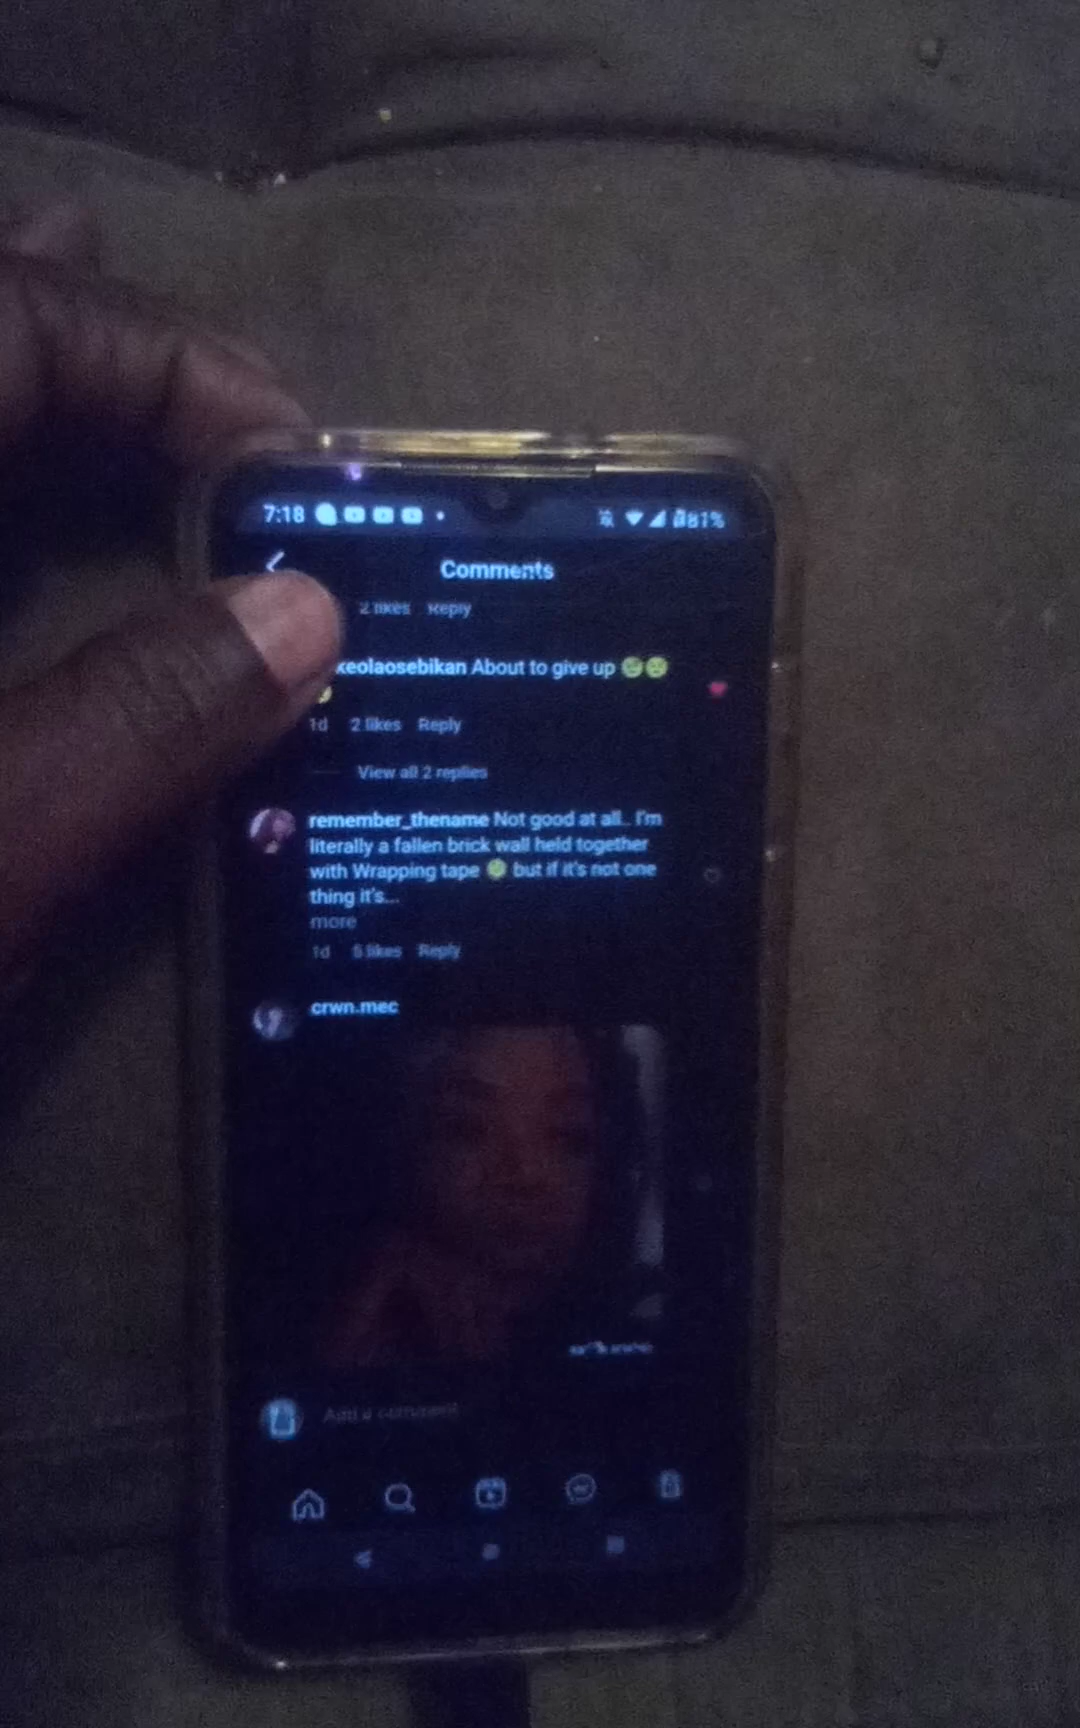 7:18 81%
Comments
2 likes Reply
keolaosebikan About to give up 😢😢
1d 2 likes Reply
View all 2 replies
remember_thename Not good at all.. I'm
literally a fallen brick wall held together
with Wrapping tape but if it's not one
thing it's...
more
1d 5 likes Reply
crwn.mec
Add a comment